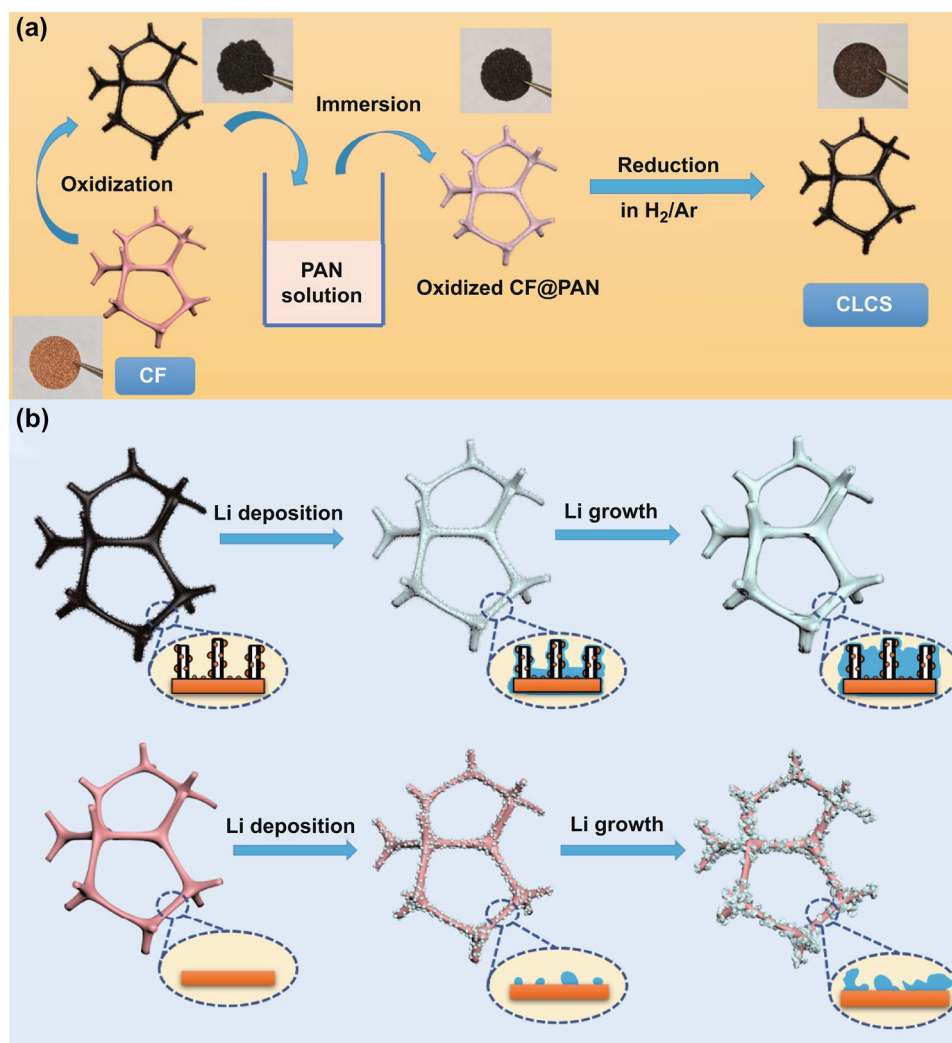 (a)
Oxidization
Immersion
PAN
solution
Oxidized CF@PAN
Reduction
in H₂/Ar
CLCS
CF
(b)
Li deposition
Li growth
Li deposition
Li growth